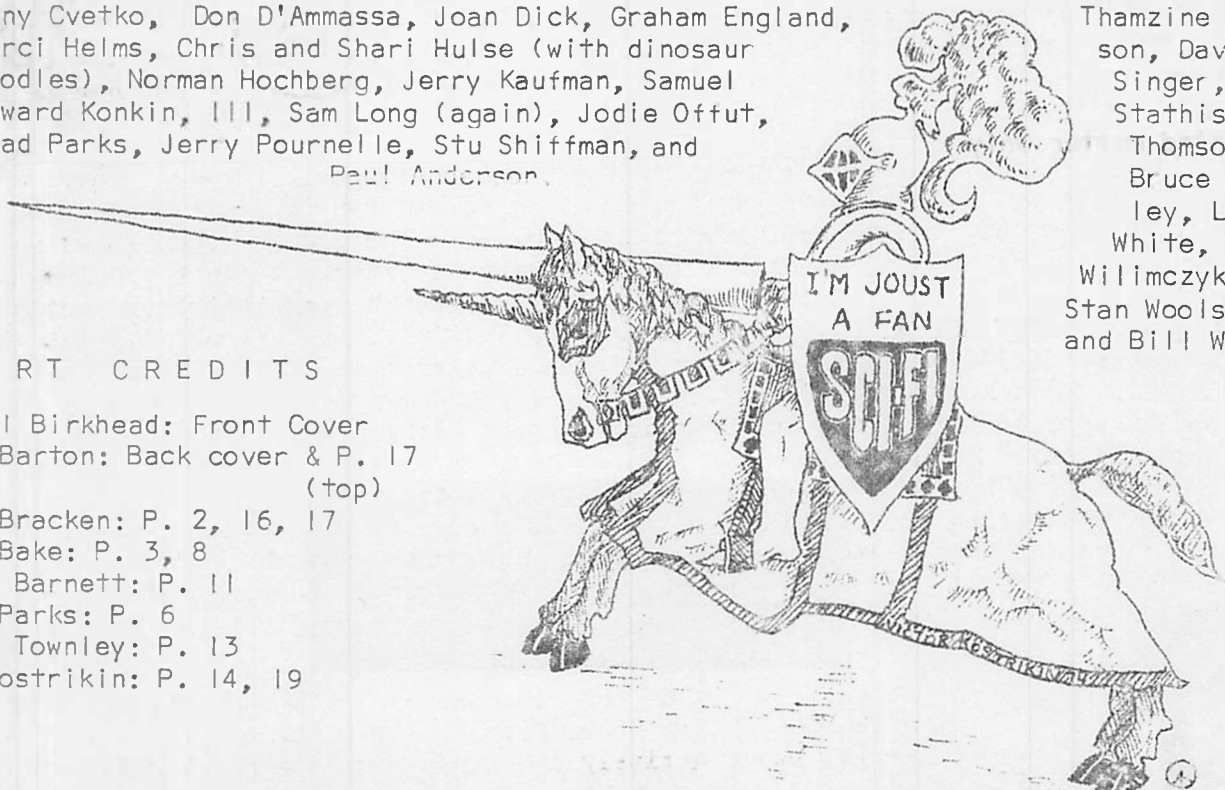 ny Cvetko, Don D'Ammassa, Joan Dick, Graham England,
rci Helms, Chris and Shari Hulse (with dinosaur
odles), Norman Hochberg, Jerry Kaufman, Samuel
ward Konkin, III, Sam Long (again), Jodie Offut,
ad Parks, Jerry Pournelle, Stu Shiffman, and
Paul Anderson.
Thamzine
son, Dav
Singer,
Stathis
Thomso
Bruce
ley, L
White,
Wilimczyk
Stan Wools
and Bill W
I'M JOUST
A FAN
SCI-FI
RT CREDITS
l Birkhead: Front Cover
Barton: Back cover & P. 17
(top)
Bracken: P. 2, 16, 17
Bake: P. 3, 8
Barnett: P. 11
Parks: P. 6
Townley: P. 13
ostrikin: P. 14, 19
KOSTRIKIN